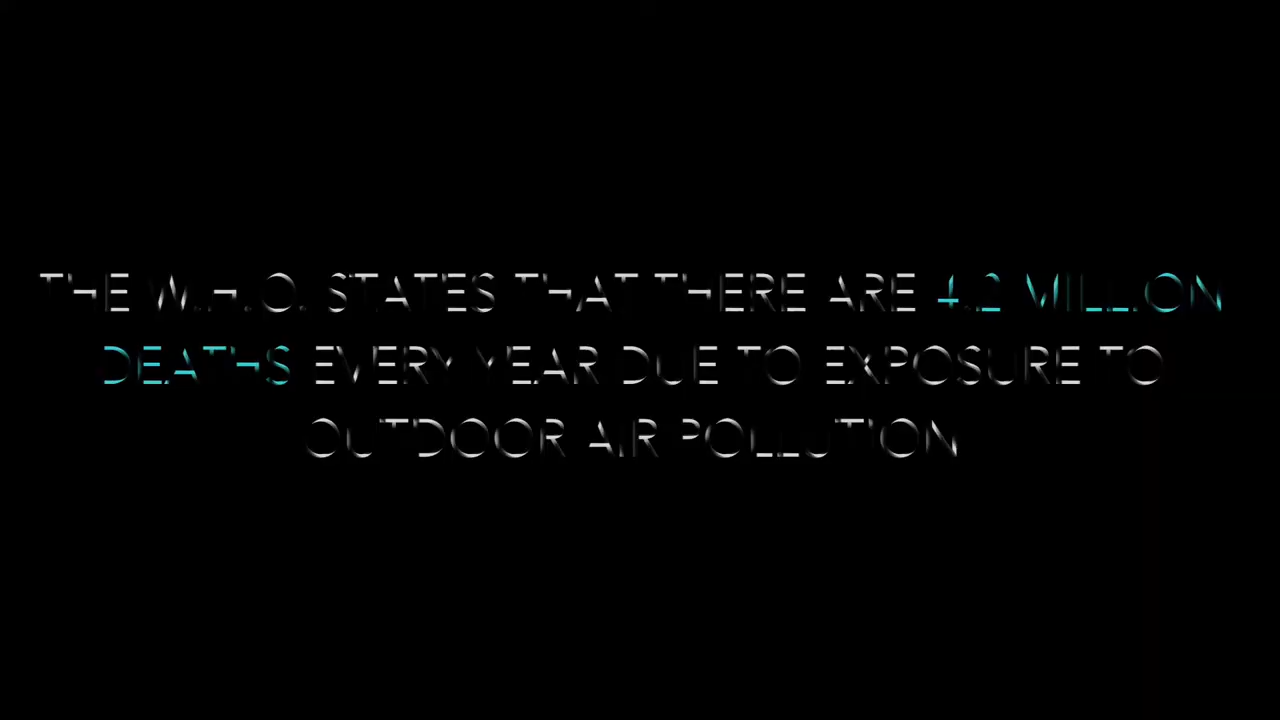 THE W.H.O. STATES THAT THERE ARE 4.2 MILLION
DEATHS EVERY YEAR DUE TO EXPOSURE TO
OUTDOOR AIR POLLUTION